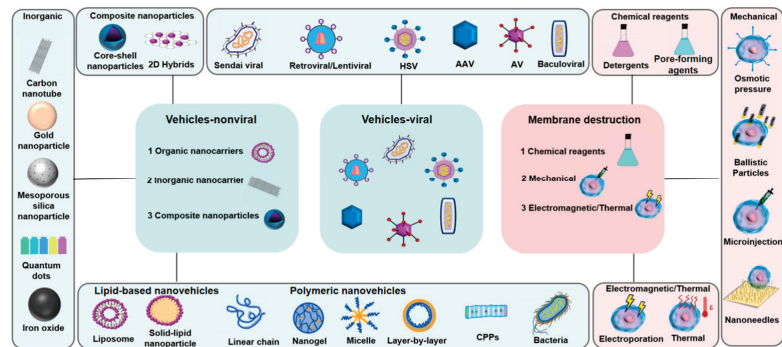 Inorganic
Carbon
nanotube
Gold
nanoparticle
Mesoporous
silica
nanoparticle
Quantum
dots
Iron oxide
Composite nanoparticles
Core-shell
nanoparticles
2D Hybrids
Sendai viral
Retroviral/Lentiviral
HSV
AAV
AV
Baculoviral
Chemical reagents
Detergents
Pore-forming
agents
Mechanical
Osmotic
pressure
Ballistic
Particles
Microinjection
Nanoneedles
Vehicles-nonviral
1 Organic nanocarriers
2 Inorganic nanocarrier
3 Composite nanoparticles
Vehicles-viral
Membrane destruction
1 Chemical reagents
2 Mechanical
3 Electromagnetic/Thermal
Lipid-based nanovehicles
Liposome
Solid-lipid
nanoparticle
Polymeric nanovehicles
Linear chain
Nanogel
Micelle
Layer-by-layer
CPPs
Bacteria
Electromagnetic/Thermal
Electroporation
Thermal